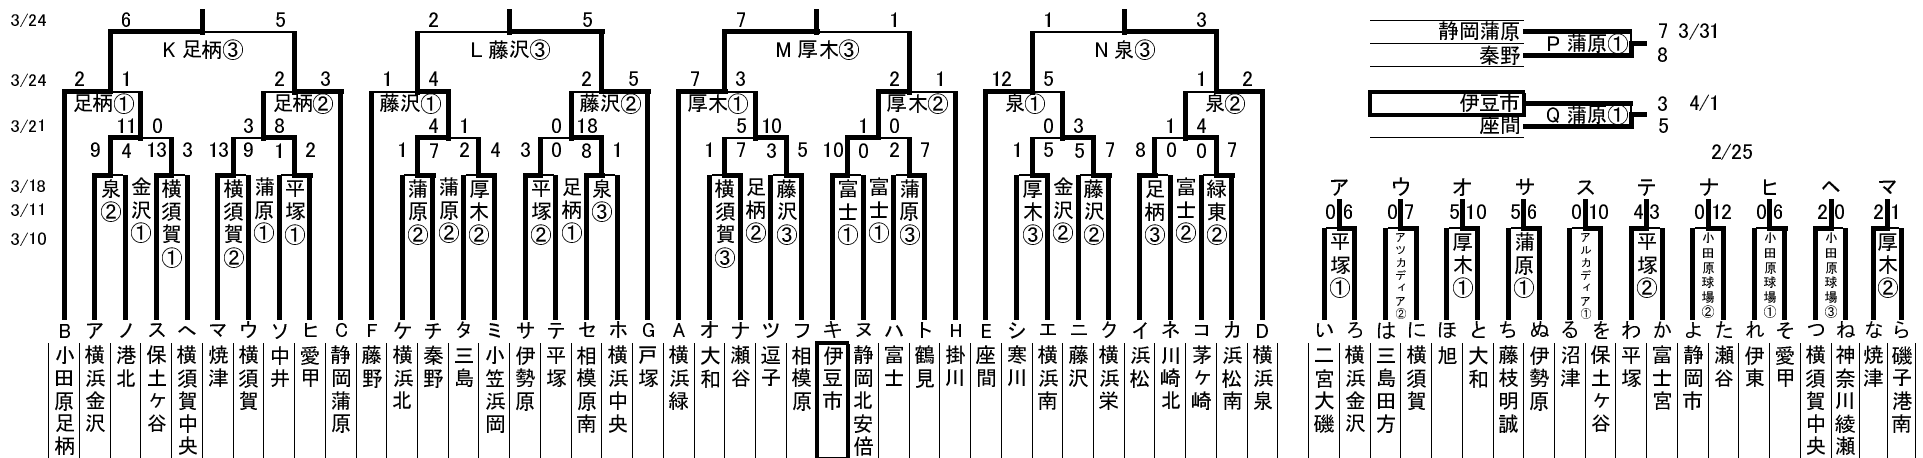 3/24 6 5 2 5 7 1 1 3
K 足柄③ L 藤沢③ M 厚木③ N 泉③
3/24 2 1 2 3 1 4 2 5 7 3 2 1 12 5 1 2
足柄① 足柄② 藤沢① 藤沢② 厚木① 厚木② 泉① 泉②
3/21 11 0 3 8 4 1 0 18 5 10 1 0 0 3 1 4
9 4 13 3 13 9 1 2 1 7 2 4 3 0 8 1 1 7 3 5 10 0 2 7 1 5 5 7 8 0 0 7
3/18
3/11
3/10
泉② 金沢① 横須賀① 横須賀② 蒲原① 平塚① 蒲原② 蒲原② 厚木② 平塚② 足柄① 泉③ 横須賀③ 足柄② 藤沢③ 富士① 富士① 蒲原③ 厚木③ 金沢② 藤沢② 足柄③ 富士② 緑東②
B 小田原足柄
ア 横浜金沢
ノ 港北
ス 保土ヶ谷
ヘ 横須賀中央
マ 焼津
ウ 横須賀
ソ 中井
ヒ 愛甲
C 静岡蒲原
F 藤野
ケ 横浜北
チ 秦野
タ 三島
ミ 小笠浜岡
サ 伊勢原
テ 平塚
セ 相模原南
ホ 横浜中央
G 戸塚
A 横浜緑
オ 大和
ナ 瀬谷
ツ 逗子
フ 相模原
キ 伊豆市
ヌ 静岡北安倍
ハ 富士
ト 鶴見
H 掛川
E 座間
シ 寒川
エ 横浜南
ニ 藤沢
ク 横浜栄
イ 浜松
ネ 川崎北
コ 茅ヶ崎
カ 浜松南
D 横浜泉
静岡蒲原 7 3/31
P 蒲原①
秦野 8
伊豆市 3 4/1
Q 蒲原①
座間 5
2/25
ア ウ オ サ ス テ ナ ヒ ヘ マ
0 6 0 7 5 10 5 6 0 10 4 3 0 12 0 6 2 0 2 1
平塚① アツカディア② 厚木① 蒲原① アルカディア① 平塚② 小田原球場② 小田原球場① 小田原球場③ 厚木②
い 二宮大磯
ろ 横浜金沢
は 三島田方
に 横須賀
ほ 旭
と 大和
ち 藤枝明誠
ぬ 伊勢原
る 沼津
を 保土ヶ谷
わ 平塚
か 富士宮
よ 静岡市
た 瀬谷
れ 伊東
そ 愛甲
つ 横須賀中央
ね 神奈川綾瀬
な 焼津
ら 磯子港南